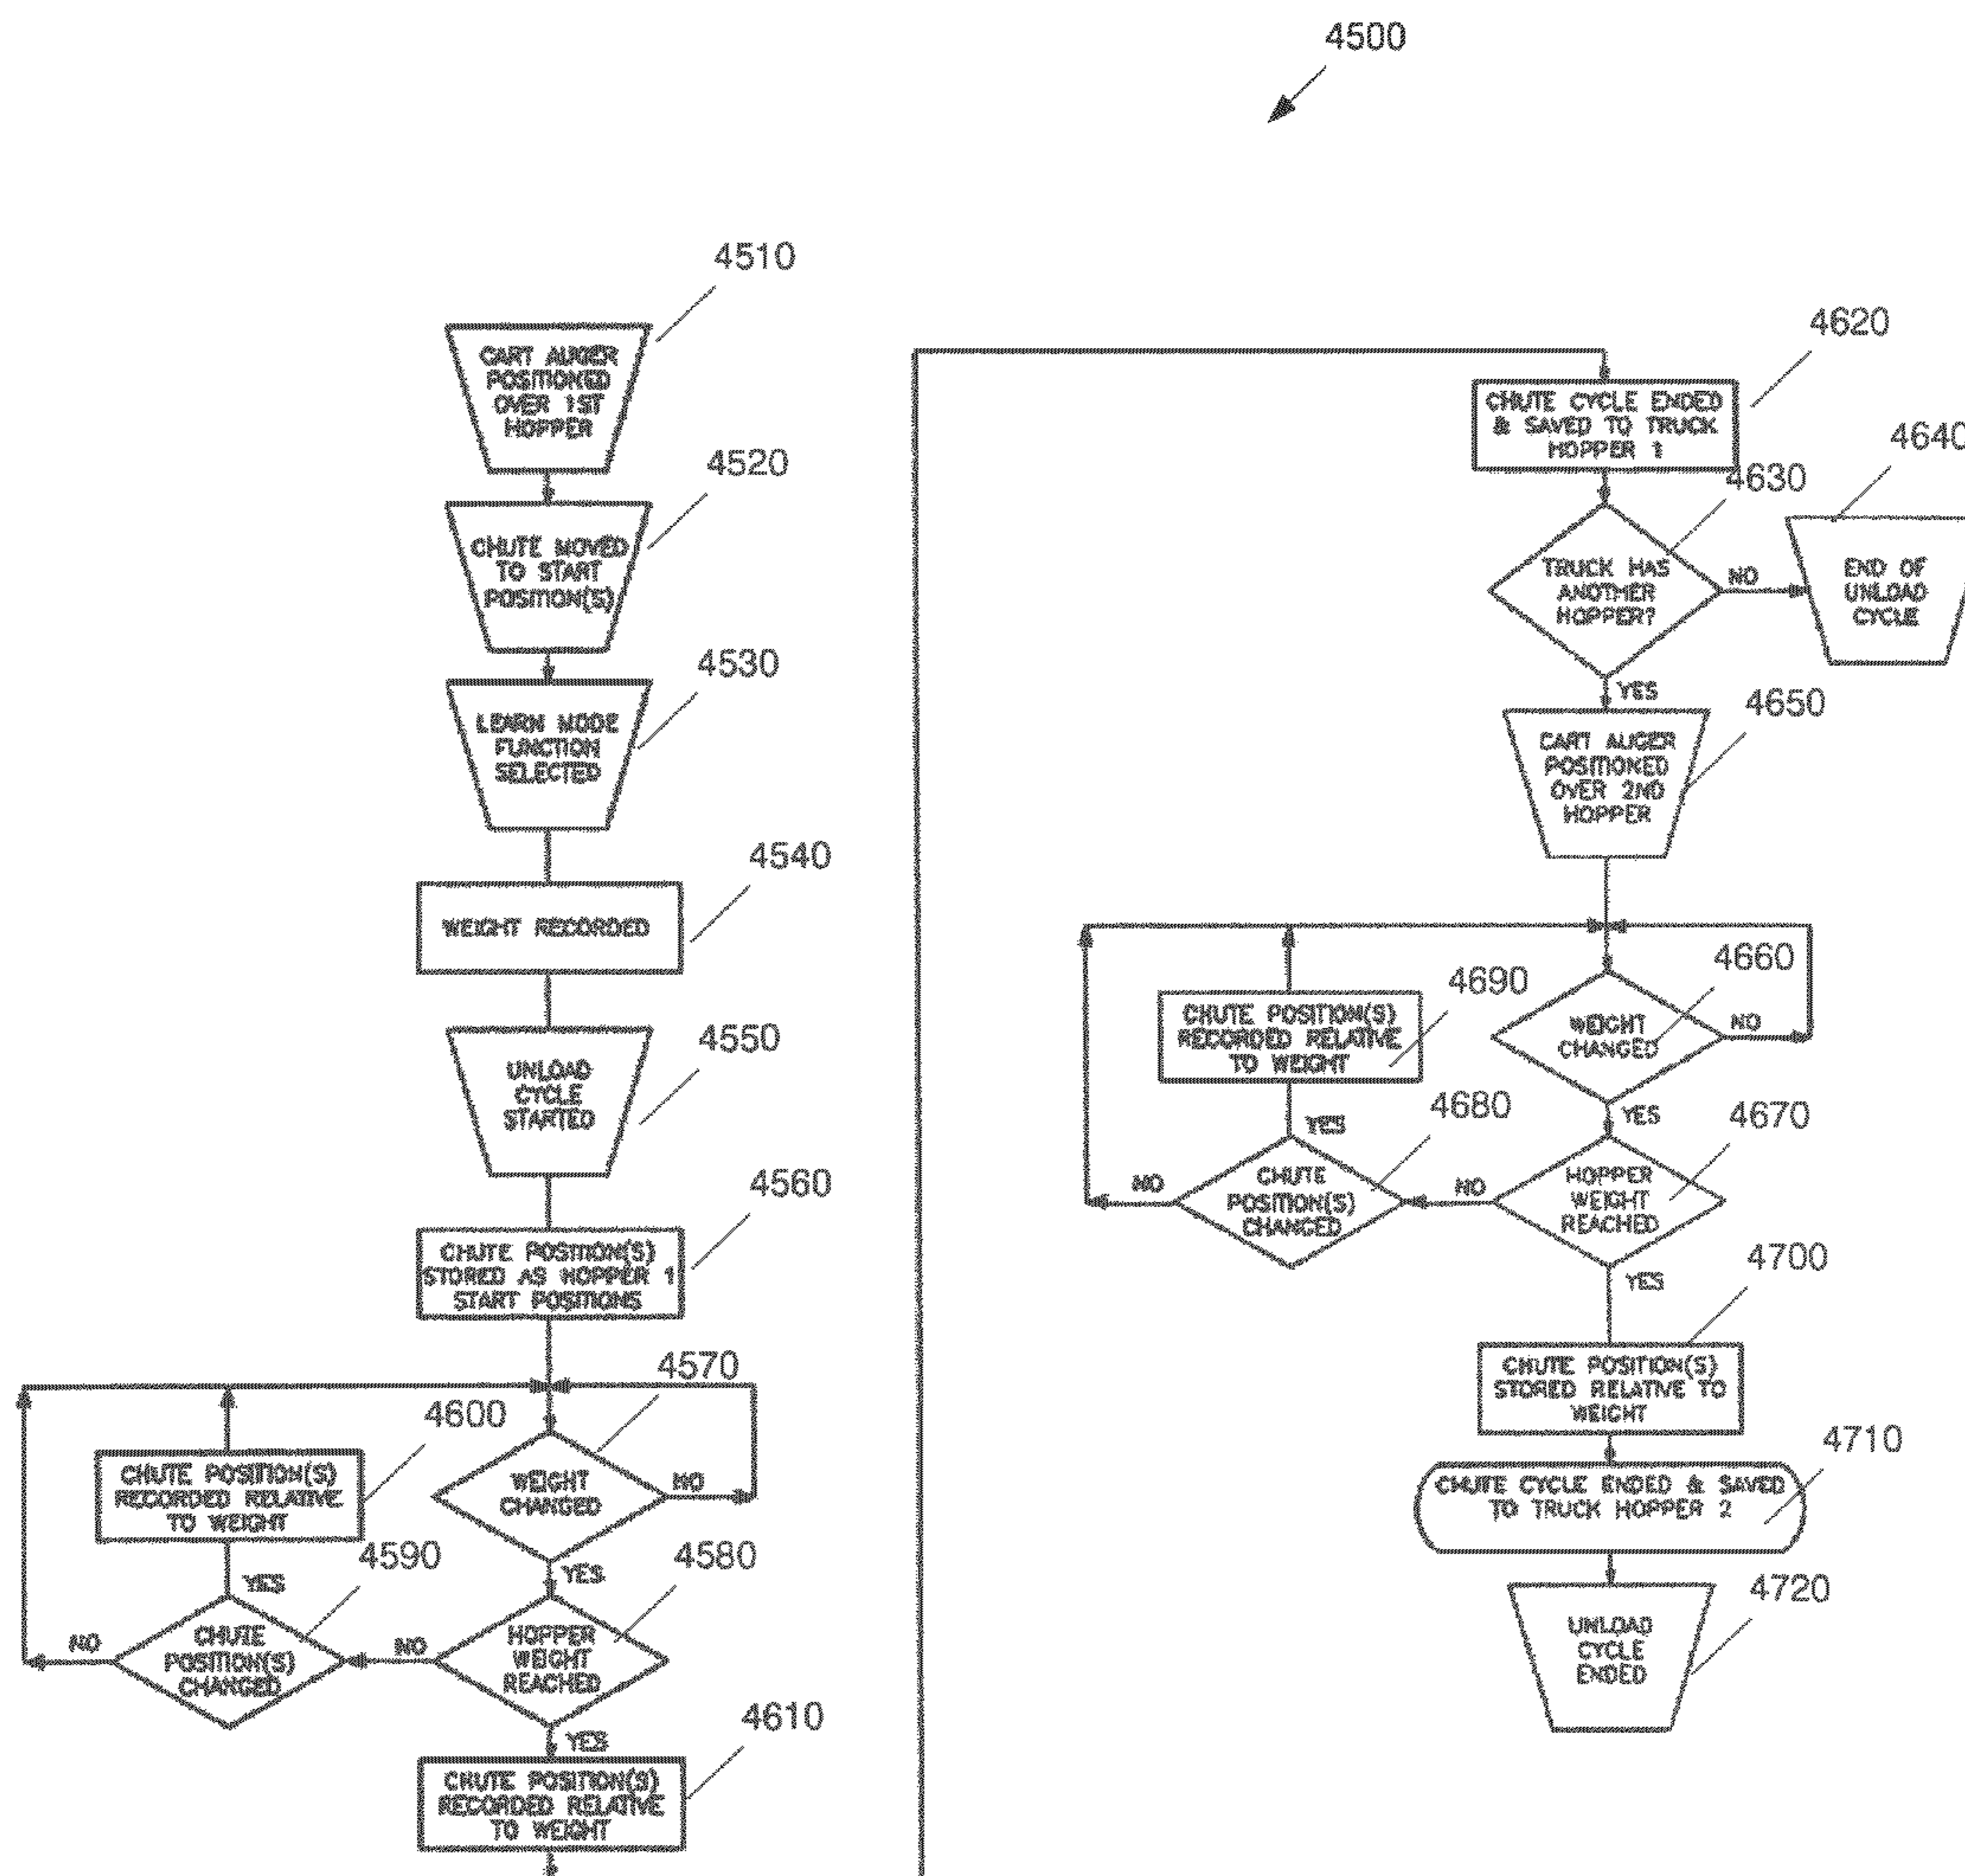 4500
4510
CART AUGER
POSITIONED
OVER 1ST
HOPPER
4520
CHUTE MOVED
TO START
POSITION(S)
4530
LEARN MODE
FUNCTION
SELECTED
4540
WEIGHT RECORDED
4550
UNLOAD
CYCLE
STARTED
4560
CHUTE POSITION(S)
STORED AS HOPPER 1
START POSITIONS
4570
WEIGHT
CHANGED
NO
YES
4600
CHUTE POSITION(S)
RECORDED RELATIVE
TO WEIGHT
4590
YES
CHUTE
POSITION(S)
CHANGED
NO
4580
HOPPER
WEIGHT
REACHED
NO
YES
4610
CHUTE POSITION(S)
RECORDED RELATIVE
TO WEIGHT
4620
CHUTE CYCLE ENDED
& SAVED TO TRUCK
HOPPER 1
4630
TRUCK HAS
ANOTHER
HOPPER?
NO
YES
4640
END OF
UNLOAD
CYCLE
4650
CART AUGER
POSITIONED
OVER 2ND
HOPPER
4660
WEIGHT
CHANGED
NO
YES
4690
CHUTE POSITION(S)
RECORDED RELATIVE
TO WEIGHT
4680
YES
CHUTE
POSITION(S)
CHANGED
NO
4670
HOPPER
WEIGHT
REACHED
NO
YES
4700
CHUTE POSITION(S)
STORED RELATIVE TO
WEIGHT
4710
CHUTE CYCLE ENDED & SAVED
TO TRUCK HOPPER 2
4720
UNLOAD
CYCLE
ENDED